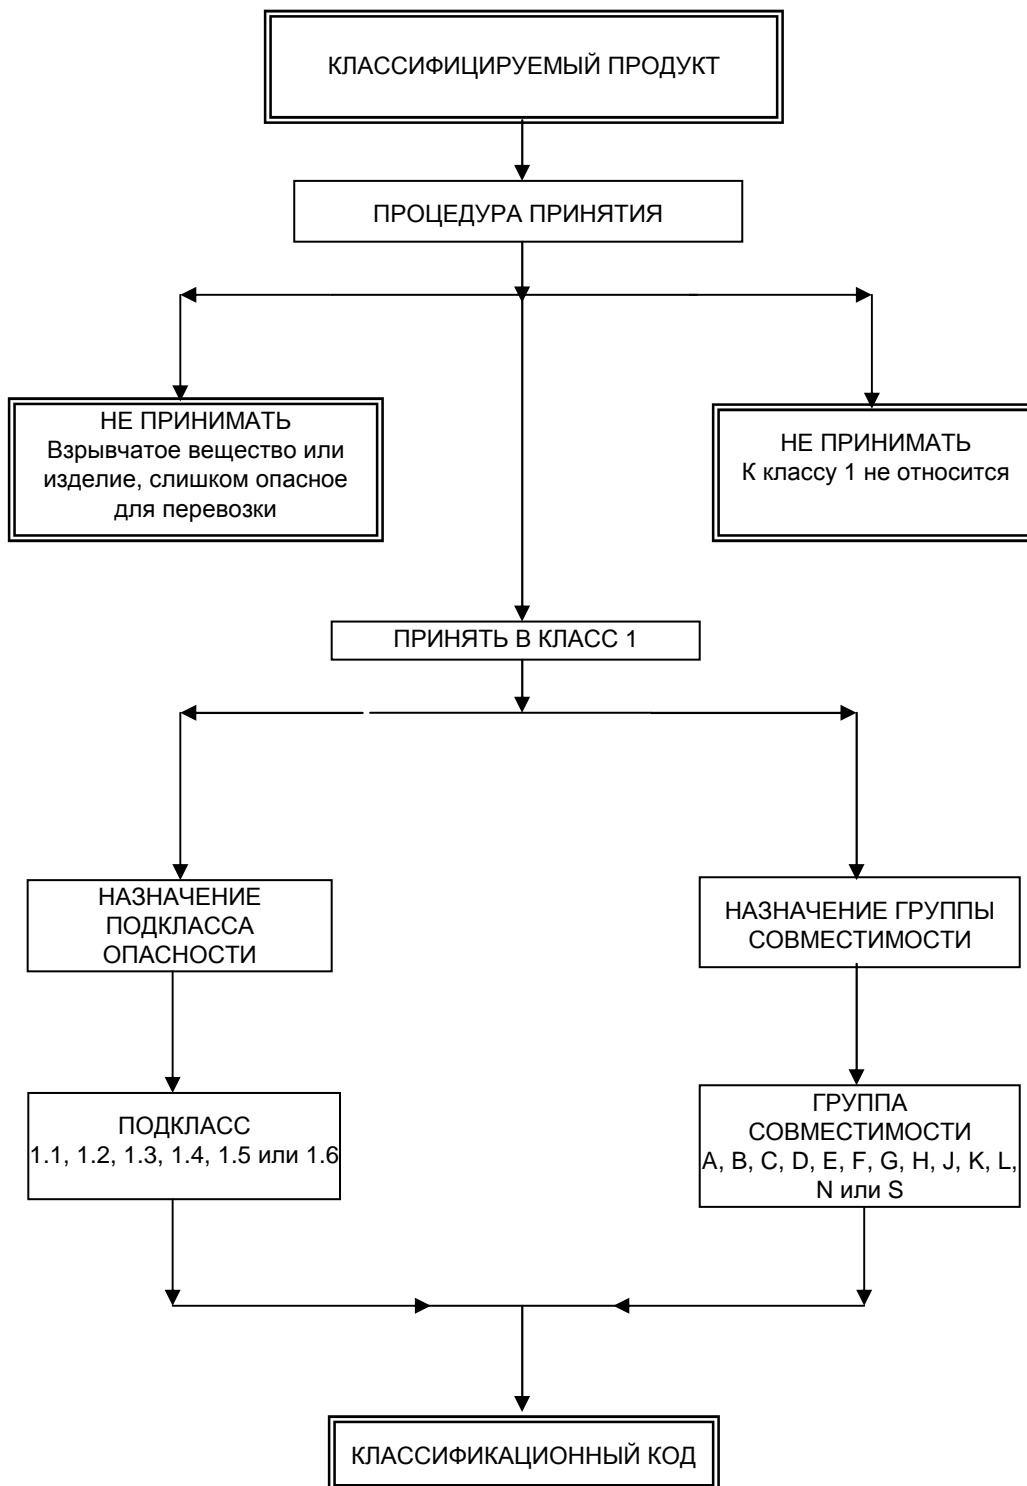 КЛАССИФИЦИРУЕМЫЙ ПРОДУКТ
ПРОЦЕДУРА ПРИНЯТИЯ
НЕ ПРИНИМАТЬ
Взрывчатое вещество или
изделие, слишком опасное
для перевозки
НЕ ПРИНИМАТЬ
К классу 1 не относится
ПРИНЯТЬ В КЛАСС 1
НАЗНАЧЕНИЕ
ПОДКЛАССА
ОПАСНОСТИ
НАЗНАЧЕНИЕ ГРУППЫ
СОВМЕСТИМОСТИ
ПОДКЛАСС
1.1, 1.2, 1.3, 1.4, 1.5 или 1.6
ГРУППА
СОВМЕСТИМОСТИ
A, B, C, D, E, F, G, H, J, K, L,
N или S
КЛАССИФИКАЦИОННЫЙ КОД